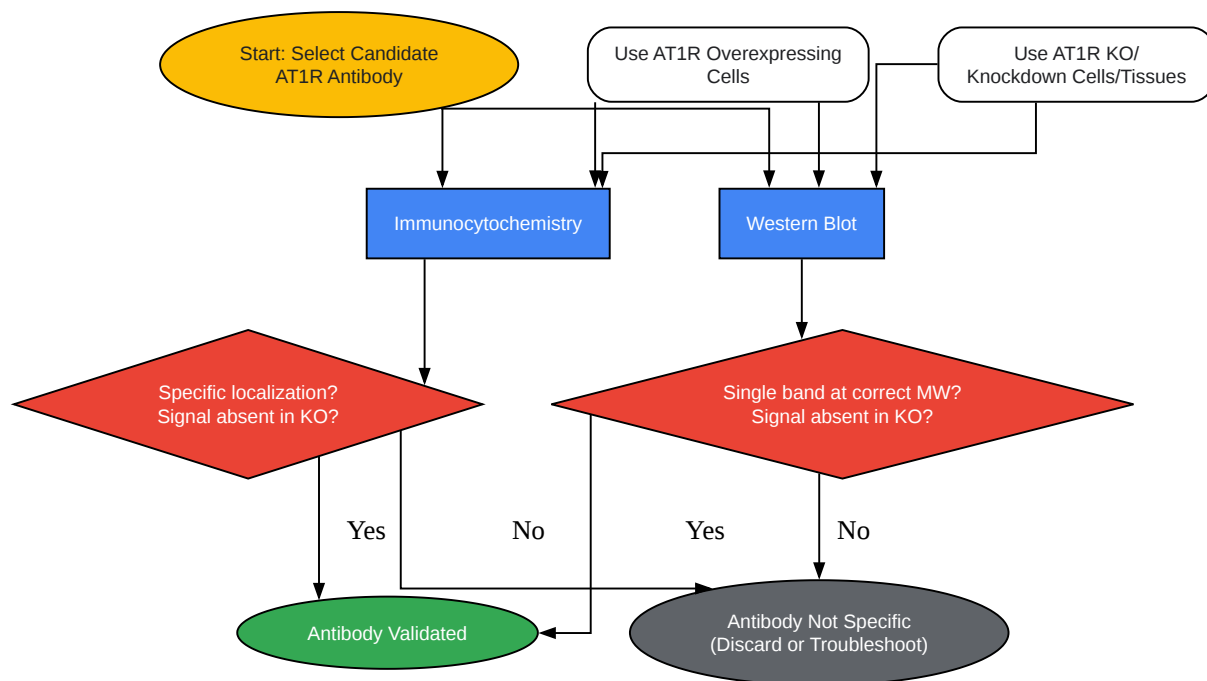 Start: Select Candidate
AT1R Antibody
Use AT1R Overexpressing
Cells
Use AT1R KO/
Knockdown Cells/Tissues
Immunocytochemistry
Western Blot
Specific localization?
Signal absent in KO?
Single band at correct MW?
Signal absent in KO?
Yes
No
Yes
No
Antibody Validated
Antibody Not Specific
(Discard or Troubleshoot)